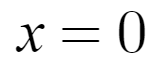 x = 0